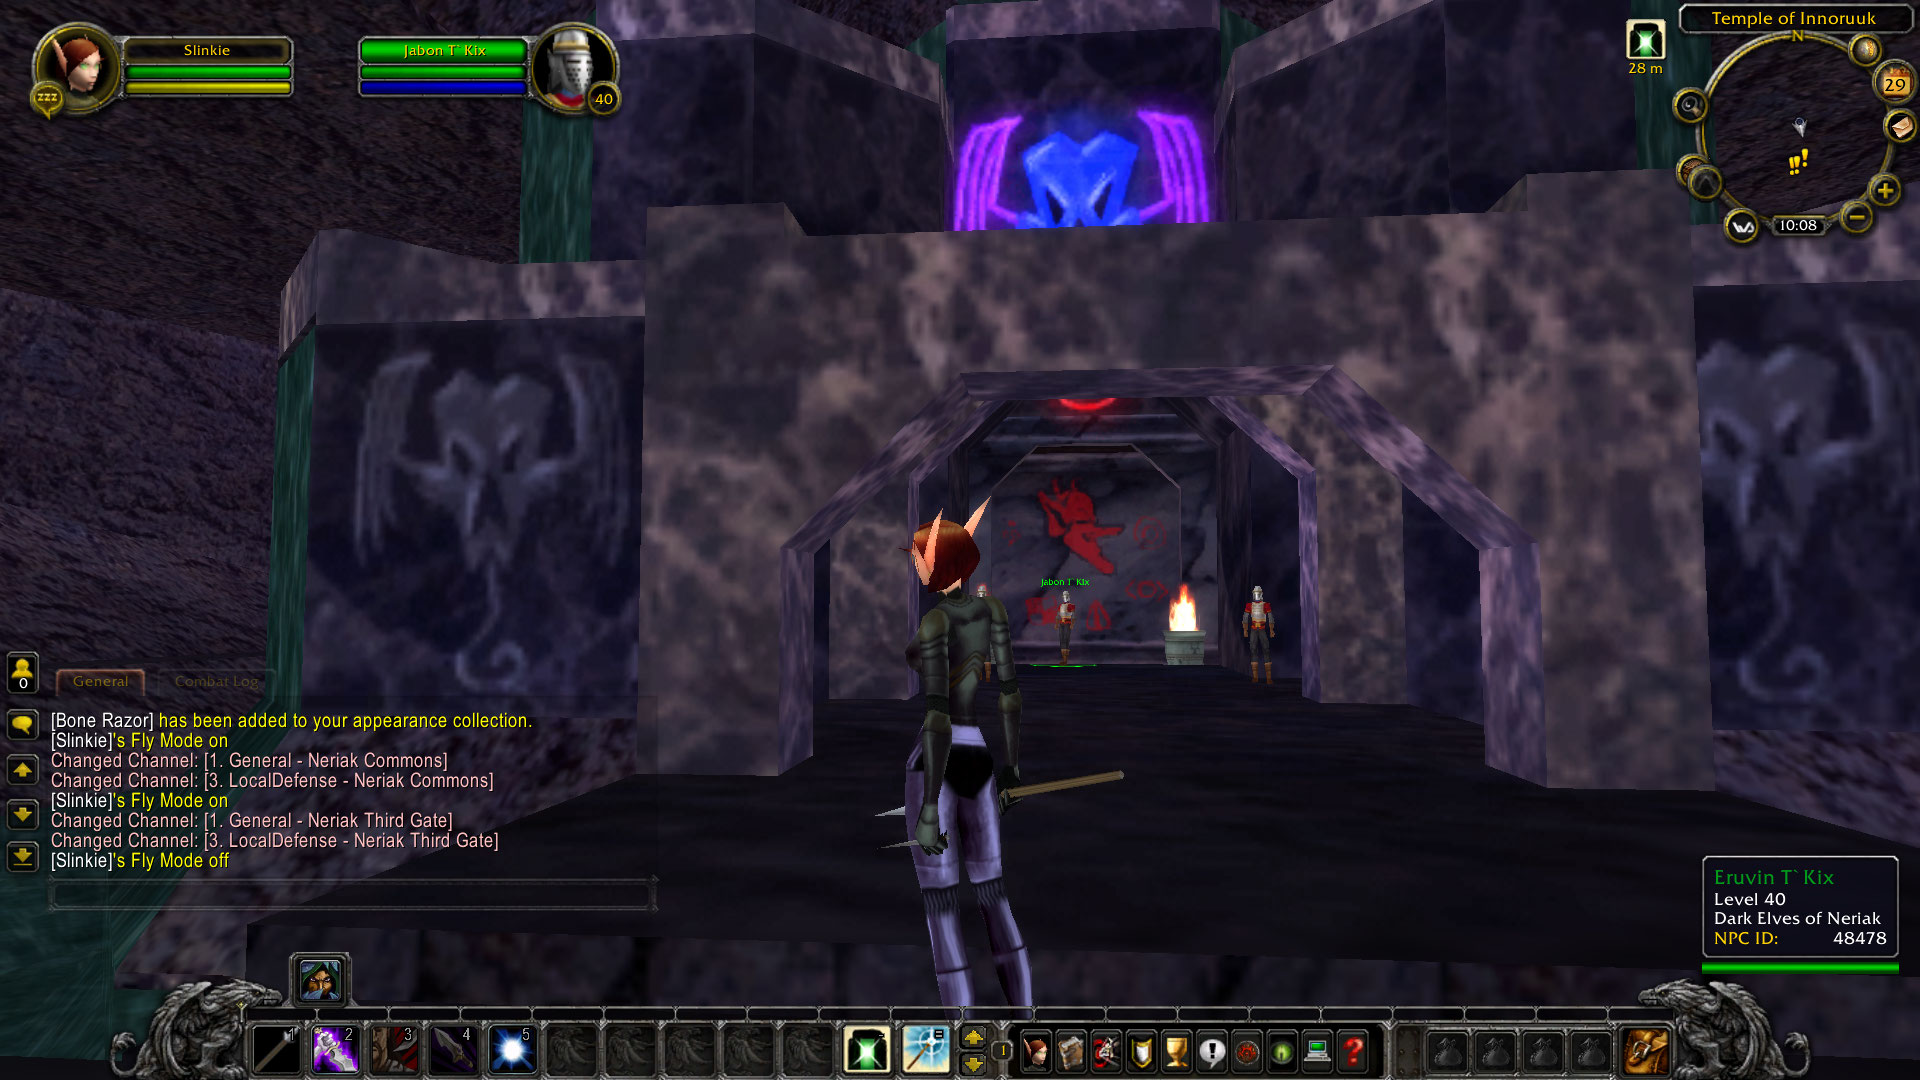 Slinkie
zzz
Jabon T`Kix
40
28 m
Temple of Innoruuk
N
29
10:08
Jabon T`Kix
0
General
Combat Log
[Bone Razor] has been added to your appearance collection.
[Slinkie]'s Fly Mode on
Changed Channel: [1. General - Neriak Commons]
Changed Channel: [3. LocalDefense - Neriak Commons]
[Slinkie]'s Fly Mode on
Changed Channel: [1. General - Neriak Third Gate]
Changed Channel: [3. LocalDefense - Neriak Third Gate]
[Slinkie]'s Fly Mode off
Eruvin T`Kix
Level 40
Dark Elves of Neriak
NPC ID: 48478
1 2 3 4 5 = 1